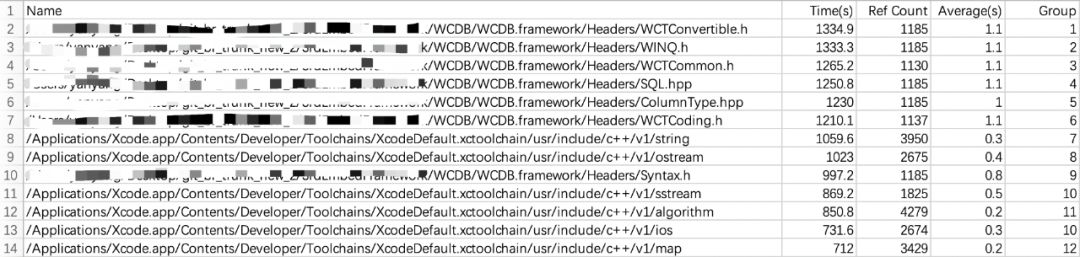 1 Name Time(s) Ref Count Average(s) Group
2 /WCDB/WCDB.framework/Headers/WCTConvertible.h 1334.9 1185 1.1 1
3 /WCDB/WCDB.framework/Headers/WINQ.h 1333.3 1185 1.1 2
4 /WCDB/WCDB.framework/Headers/WCTCommon.h 1265.2 1130 1.1 3
5 /WCDB/WCDB.framework/Headers/SQL.hpp 1250.8 1185 1.1 4
6 /WCDB/WCDB.framework/Headers/ColumnType.hpp 1230 1185 1 5
7 /WCDB/WCDB.framework/Headers/WCTCoding.h 1210.1 1137 1.1 6
8 /Applications/Xcode.app/Contents/Developer/Toolchains/XcodeDefault.xctoolchain/usr/include/c++/v1/string 1059.6 3950 0.3 7
9 /Applications/Xcode.app/Contents/Developer/Toolchains/XcodeDefault.xctoolchain/usr/include/c++/v1/ostream 1023 2675 0.4 8
10 /WCDB/WCDB.framework/Headers/Syntax.h 997.2 1185 0.8 9
11 /Applications/Xcode.app/Contents/Developer/Toolchains/XcodeDefault.xctoolchain/usr/include/c++/v1/sstream 869.2 1825 0.5 10
12 /Applications/Xcode.app/Contents/Developer/Toolchains/XcodeDefault.xctoolchain/usr/include/c++/v1/algorithm 850.8 4279 0.2 11
13 /Applications/Xcode.app/Contents/Developer/Toolchains/XcodeDefault.xctoolchain/usr/include/c++/v1/ios 731.6 2674 0.3 10
14 /Applications/Xcode.app/Contents/Developer/Toolchains/XcodeDefault.xctoolchain/usr/include/c++/v1/map 712 3429 0.2 12